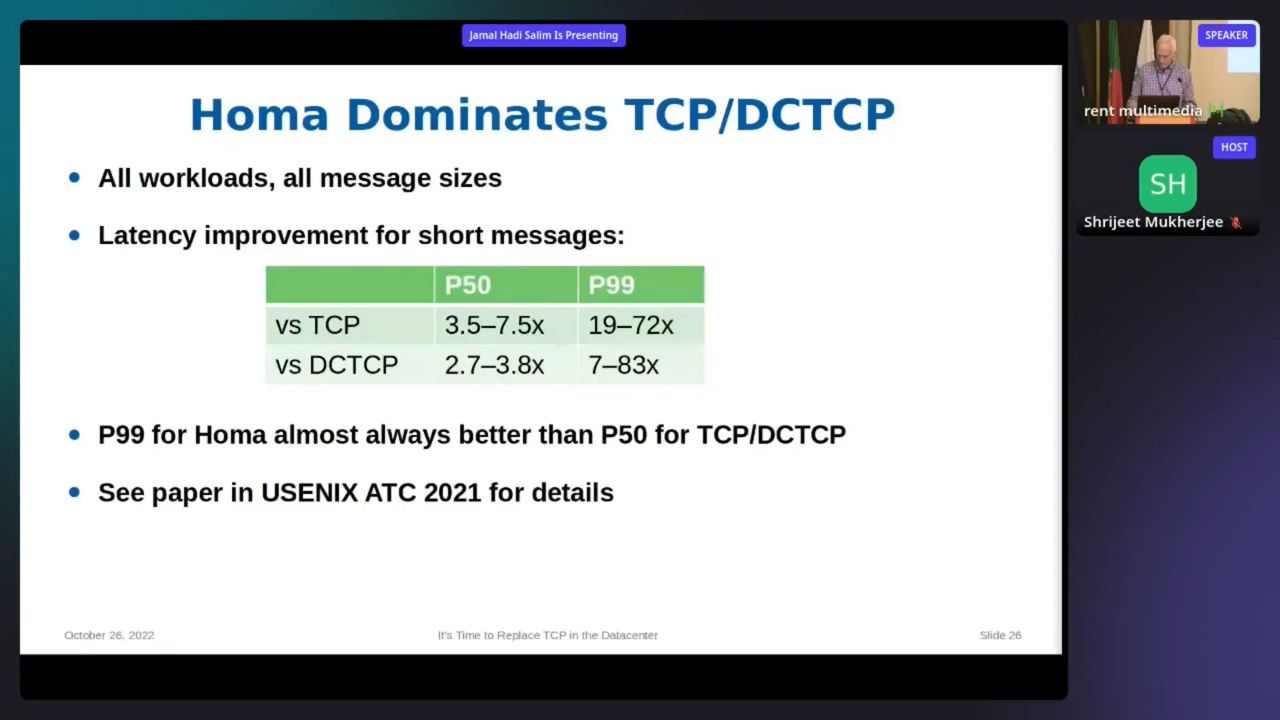 Jamal Hadi Salim Is Presenting
SPEAKER
rent multimedia
HOST
SH
Shrijeet Mukherjee
Homa Dominates TCP/DCTCP
All workloads, all message sizes
Latency improvement for short messages:
P50 P99
vs TCP 3.5–7.5x 19–72x
vs DCTCP 2.7–3.8x 7–83x
P99 for Homa almost always better than P50 for TCP/DCTCP
See paper in USENIX ATC 2021 for details
October 26, 2022 It's Time to Replace TCP in the Datacenter Slide 26